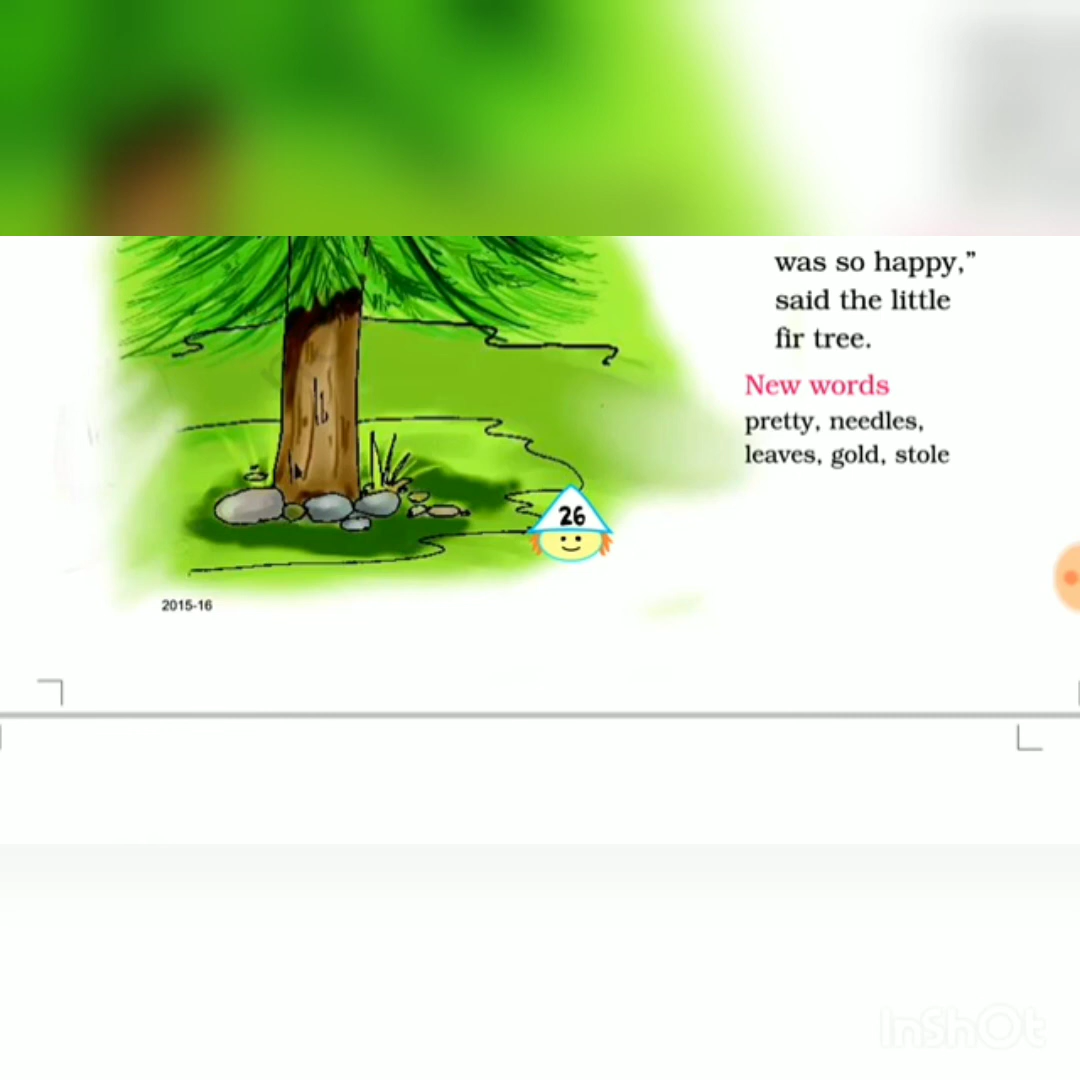 was so happy,”
said the little
fir tree.
New words
pretty, needles,
leaves, gold, stole
26
2015-16
InShOt